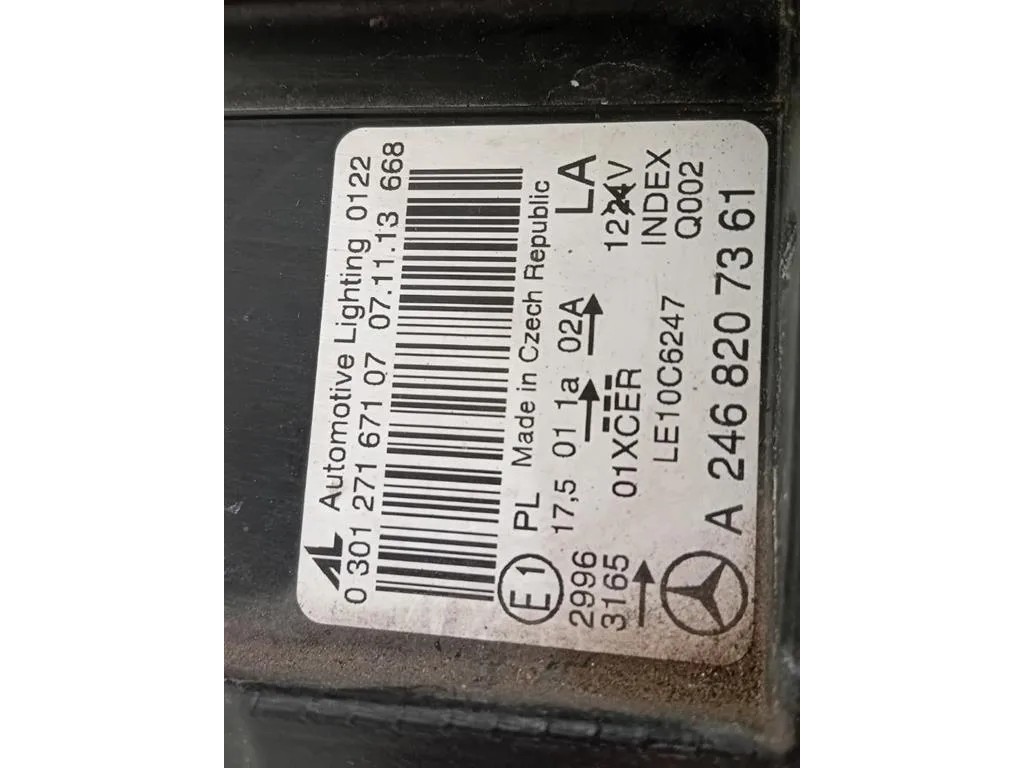 AL Automotive Lighting 0122
0 301 271 671 07 07.11.13 668
E1 PL Made in Czech Republic
2996 17,5 01 1a 02A LA
3165 01XCER 1224V
LE10C6247 INDEX
Q002
A 246 820 73 61